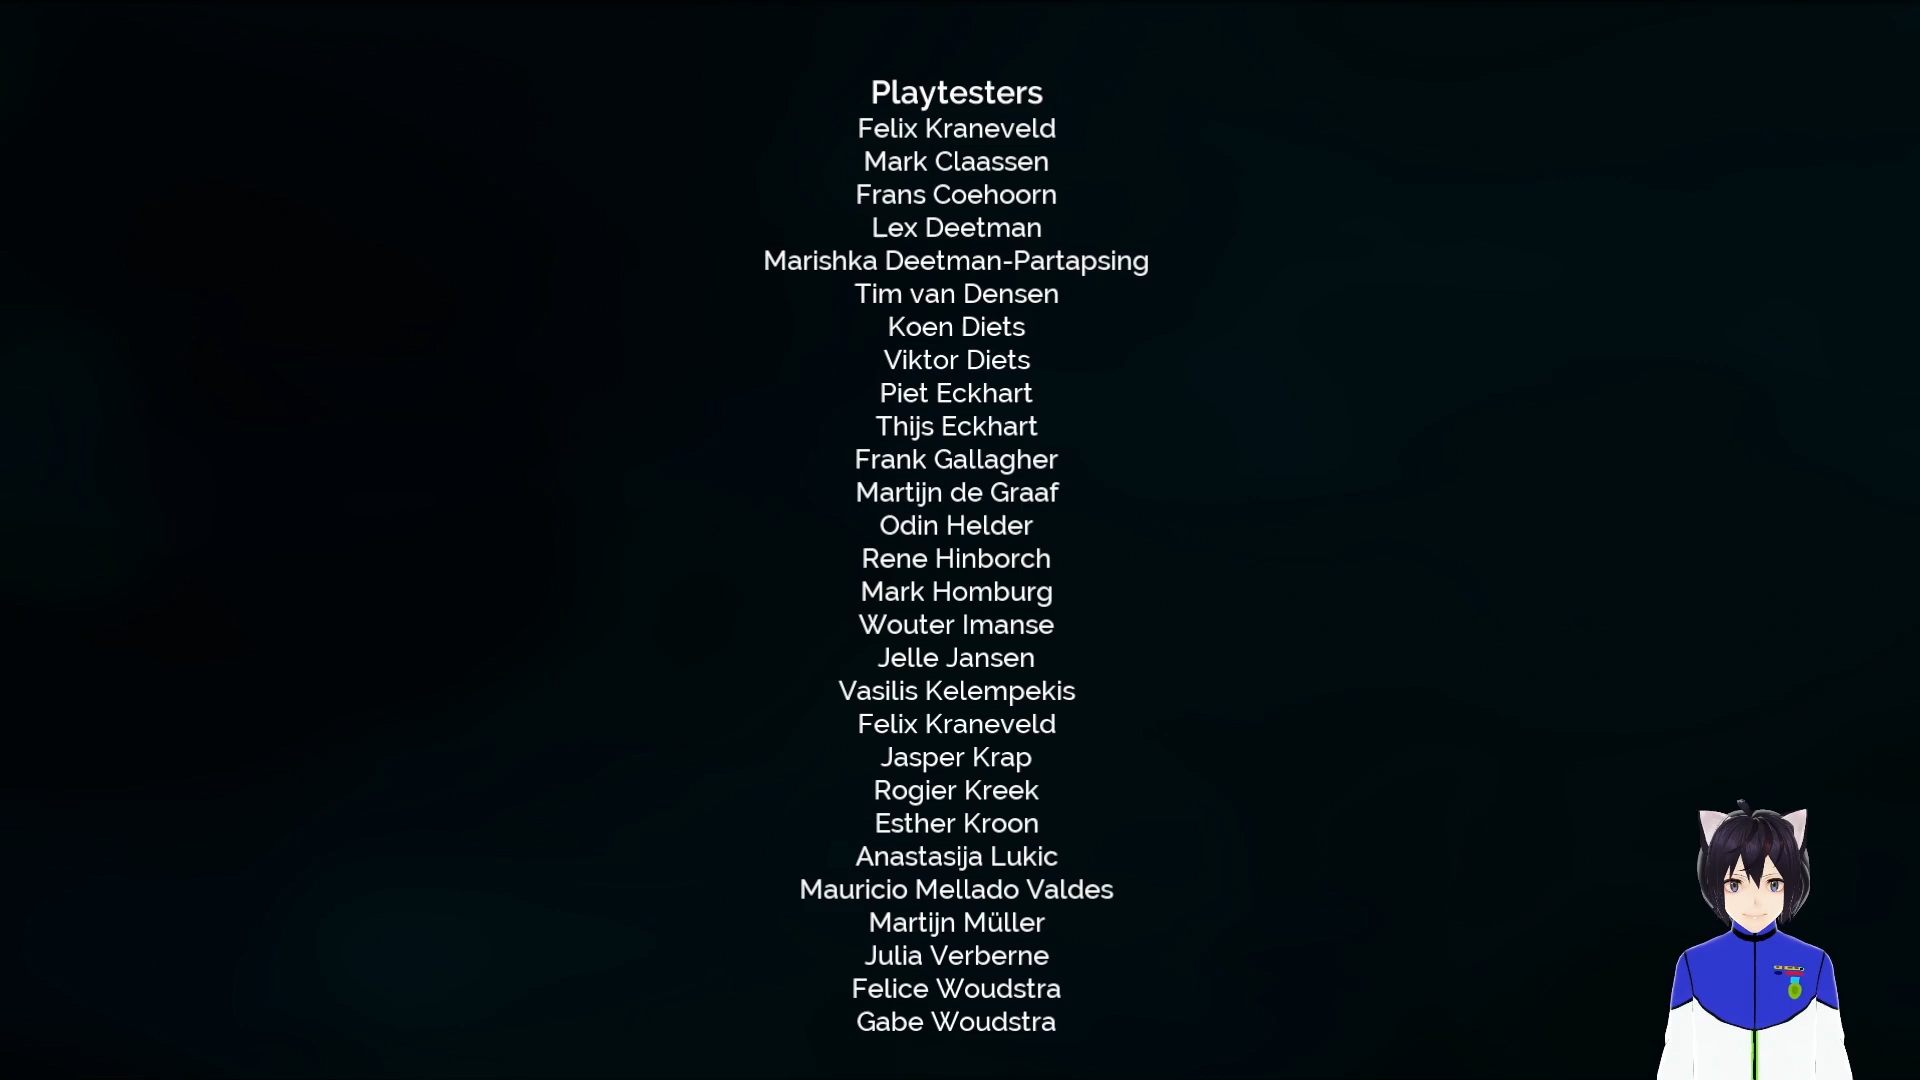 Playtesters
Felix Kraneveld
Mark Claassen
Frans Coehoorn
Lex Deetman
Marishka Deetman-Partapsing
Tim van Densen
Koen Diets
Viktor Diets
Piet Eckhart
Thijs Eckhart
Frank Gallagher
Martijn de Graaf
Odin Helder
Rene Hinborch
Mark Homburg
Wouter Imanse
Jelle Jansen
Vasilis Kelempekis
Felix Kraneveld
Jasper Krap
Rogier Kreek
Esther Kroon
Anastasija Lukic
Mauricio Mellado Valdes
Martijn Müller
Julia Verberne
Felice Woudstra
Gabe Woudstra